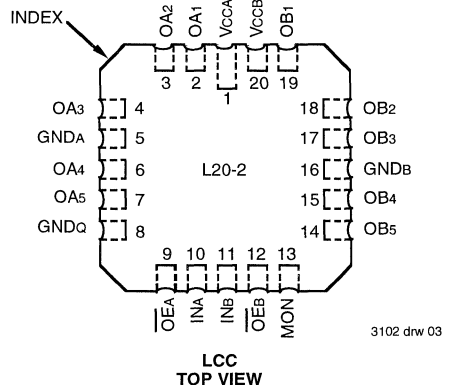 INDEX
OA2 OA1 VCCA VCCB OB1
3 2 1 20 19
OA3 4 18 OB2
GNDA 5 17 OB3
OA4 6 L20-2 16 GNDB
OA5 7 15 OB4
GNDQ 8 14 OB5
9 10 11 12 13
O̅E̅A INA INB O̅E̅B MON
3102 drw 03
LCC
TOP VIEW